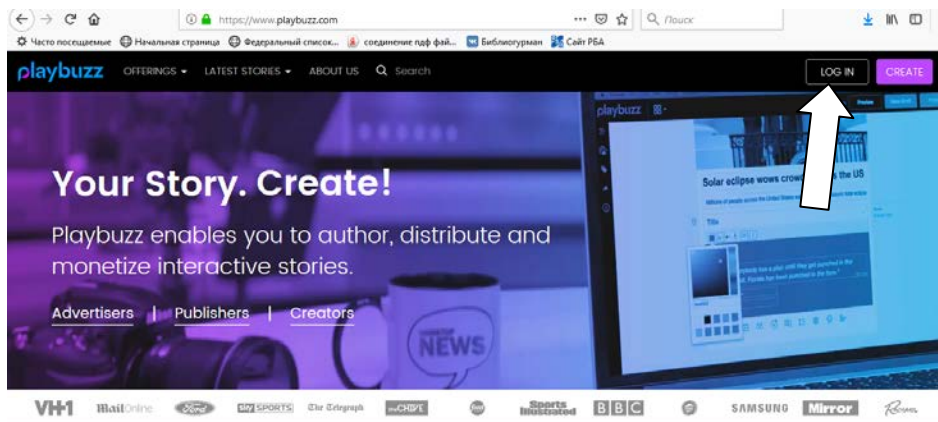 https://www.playbuzz.com
Поиск
Часто посещаемые Начальная страница Федеральный список... соединение пдф фай... Библиогурман Сайт РБА
playbuzz OFFERINGS LATEST STORIES ABOUT US Search LOG IN CREATE
playbuzz
Preview
Your Story. Create!
Solar eclipse wows crow the US
Title
Playbuzz enables you to author, distribute and
monetize interactive stories.
Advertisers | Publishers | Creators
NEWS
VH1 MailOnline Ford sky SPORTS The Telegraph theCHIVE Sports Illustrated BBC SAMSUNG Mirror